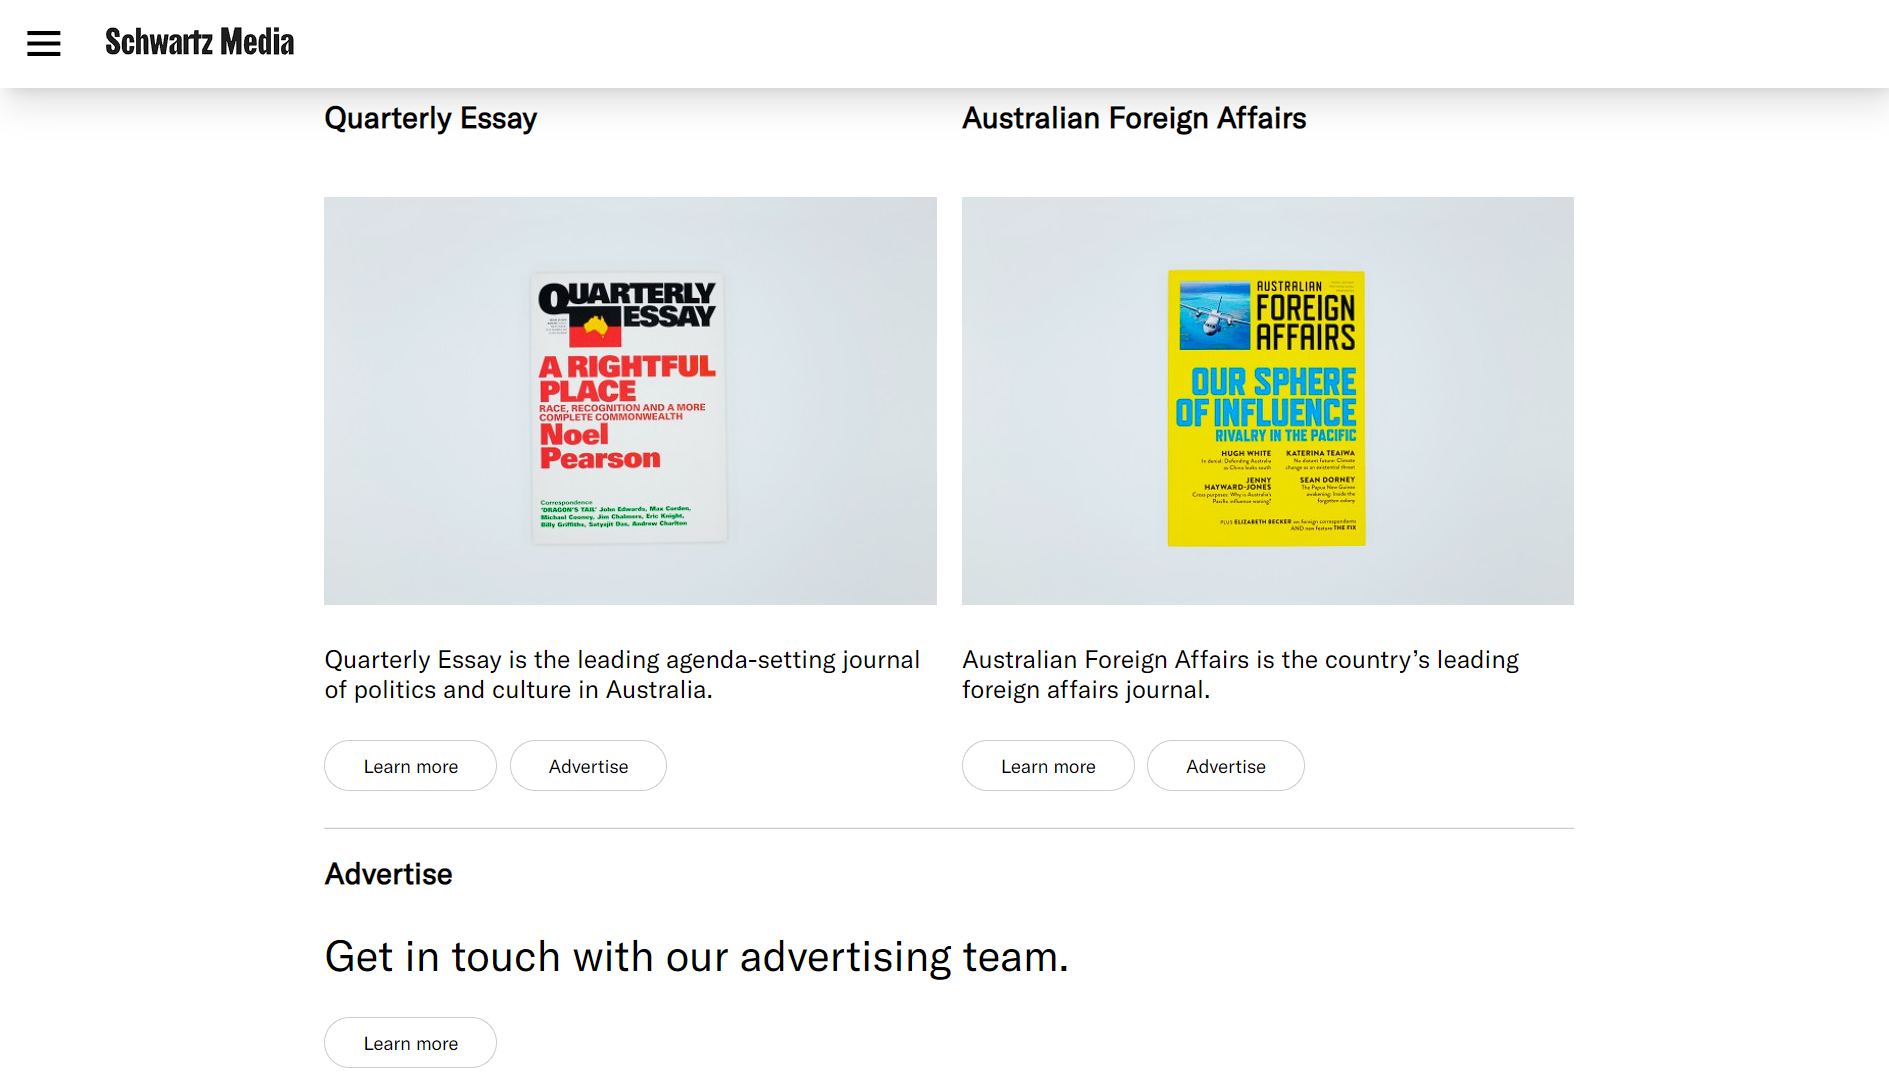 Schwartz Media
Quarterly Essay
Australian Foreign Affairs
QUARTERLY
ESSAY
A RIGHTFUL
PLACE
RACE, RECOGNITION AND A MORE
COMPLETE COMMONWEALTH
Noel
Pearson
Correspondence
'DRAGON'S TAIL' John Edwards, Max Corden,
Michael Cooney, Jim Chalmers, Eric Knight,
Billy Griffiths, Satyajit Das, Andrew Charlton
AUSTRALIAN
FOREIGN
AFFAIRS
OUR SPHERE
OF INFLUENCE
RIVALRY IN THE PACIFIC
HUGH WHITE
In denial: Defending Australia
as China looks south
KATERINA TEAIWA
No distant future: Climate
change as an existential threat
JENNY
HAYWARD-JONES
Cross purposes: Why is Australia's
Pacific influence waning?
SEAN DORNEY
The Papua New Guinea
awakening: Inside the
forgotten colony
PLUS ELIZABETH BECKER on foreign correspondents
AND new feature THE FIX
Quarterly Essay is the leading agenda-setting journal
of politics and culture in Australia.
Australian Foreign Affairs is the country’s leading
foreign affairs journal.
Learn more
Advertise
Learn more
Advertise
Advertise
Get in touch with our advertising team.
Learn more